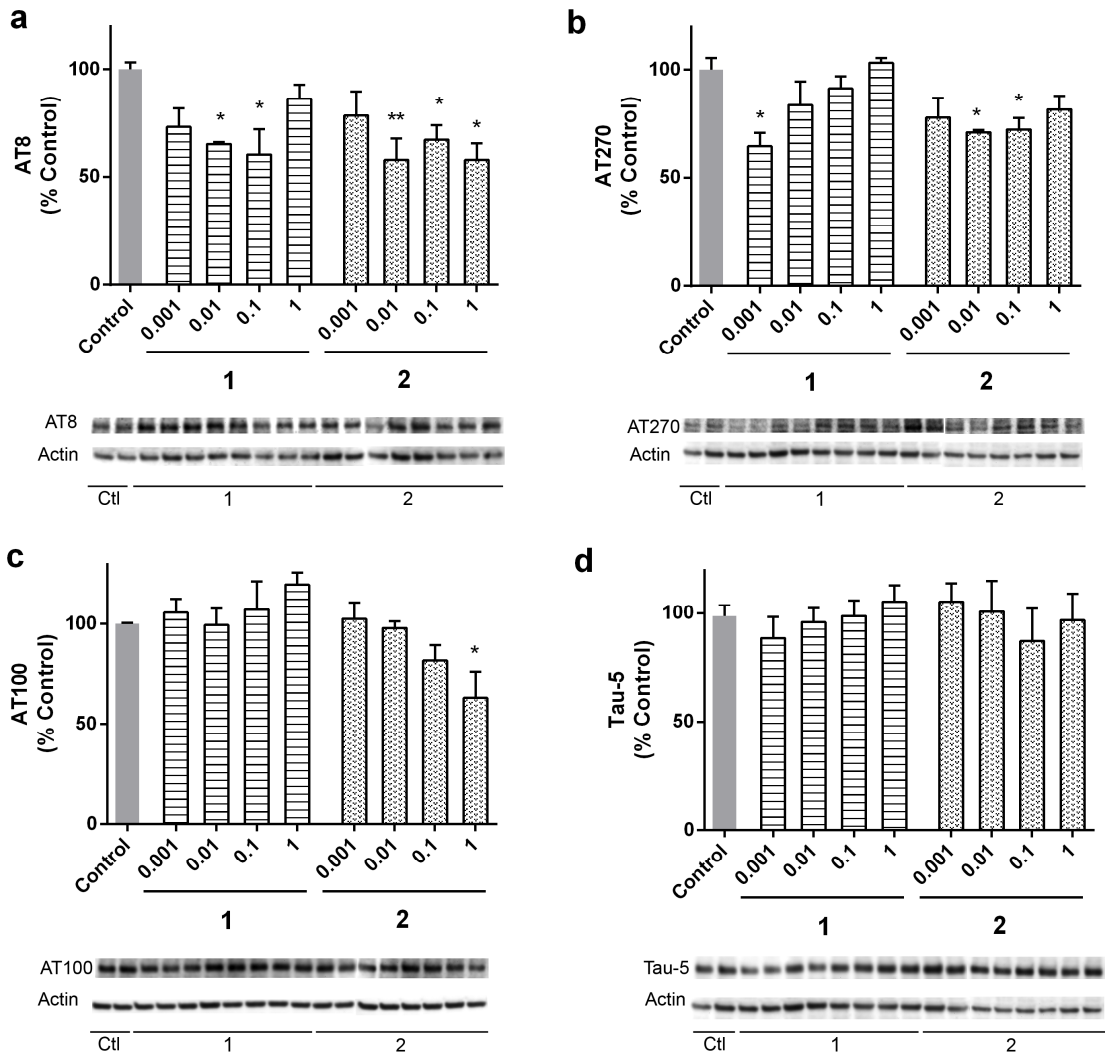 a
AT8
(% Control)
100
50
0
* * ** * *
Control 0.001 0.01 0.1 1 0.001 0.01 0.1 1
1 2
AT8
Actin
Ctl 1 2
b
AT270
(% Control)
100
50
0
* * *
Control 0.001 0.01 0.1 1 0.001 0.01 0.1 1
1 2
AT270
Actin
Ctl 1 2
c
AT100
(% Control)
100
50
0
*
Control 0.001 0.01 0.1 1 0.001 0.01 0.1 1
1 2
AT100
Actin
Ctl 1 2
d
Tau-5
(% Control)
100
50
0
Control 0.001 0.01 0.1 1 0.001 0.01 0.1 1
1 2
Tau-5
Actin
Ctl 1 2